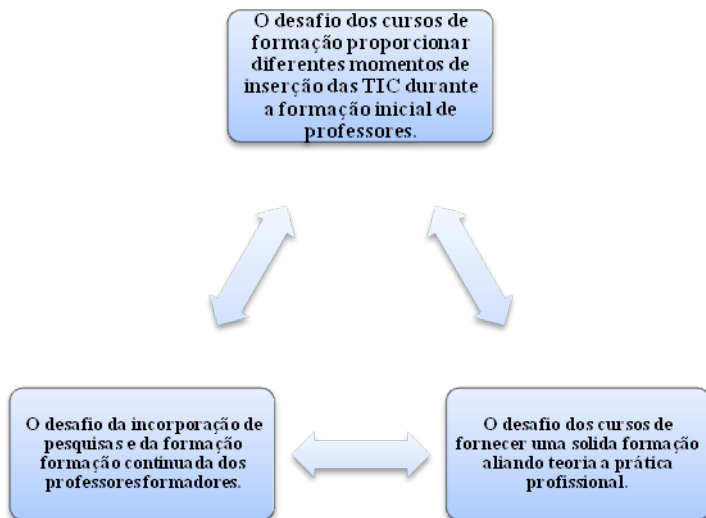 O desafio dos cursos de
formação proporcionar
diferentes momentos de
inserção das TIC durante
a formação inicial de
professores.
O desafio da incorporação de
pesquisas e da formação
formação continuada dos
professores formadores.
O desafio dos cursos de
fornecer uma solida formação
aliando teoria a prática
profissional.